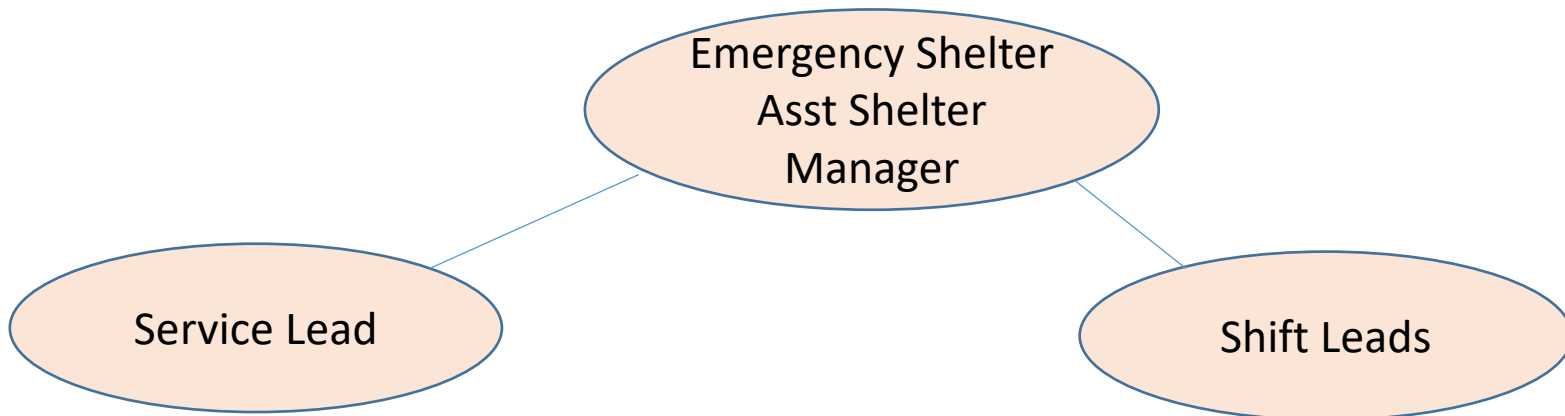 Emergency Shelter
Asst Shelter
Manager
Service Lead
Shift Leads